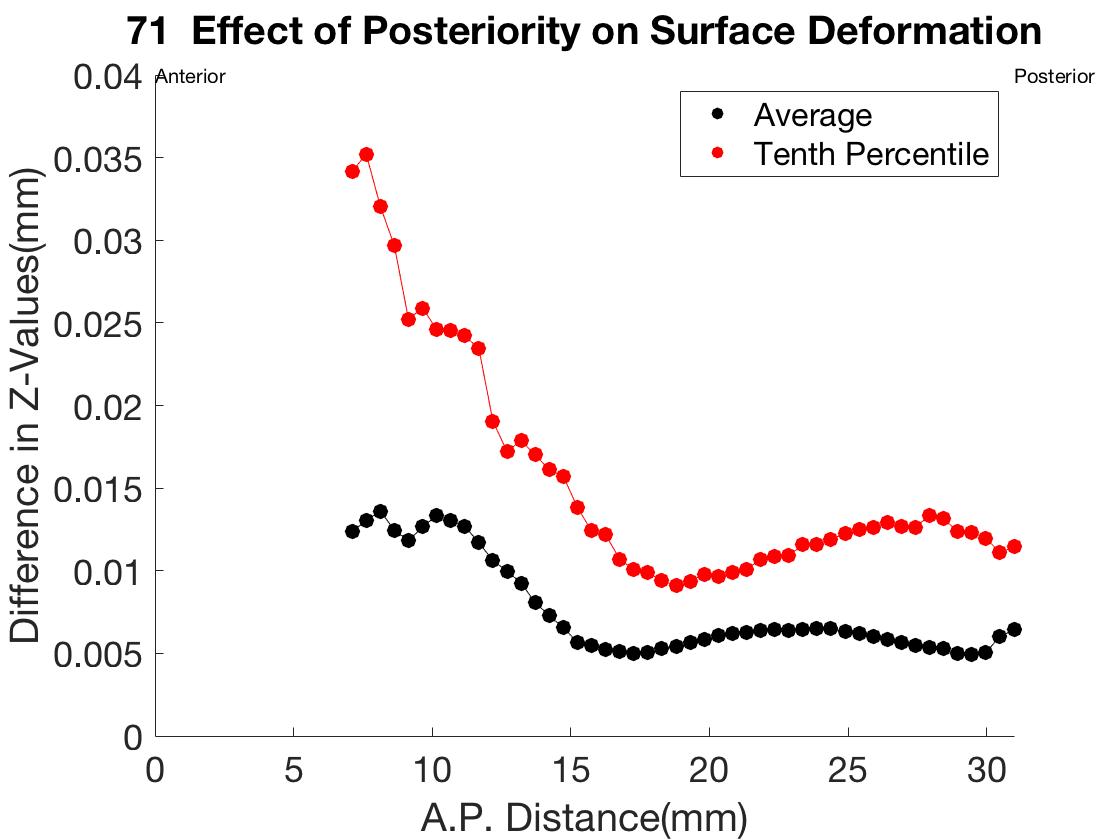 71  Effect of Posteriority on Surface Deformation
Anterior
Posterior
Average
Tenth Percentile
0.04
0.035
0.03
0.025
0.02
0.015
0.01
0.005
0
Difference in Z-Values(mm)
0
5
10
15
20
25
30
A.P. Distance(mm)